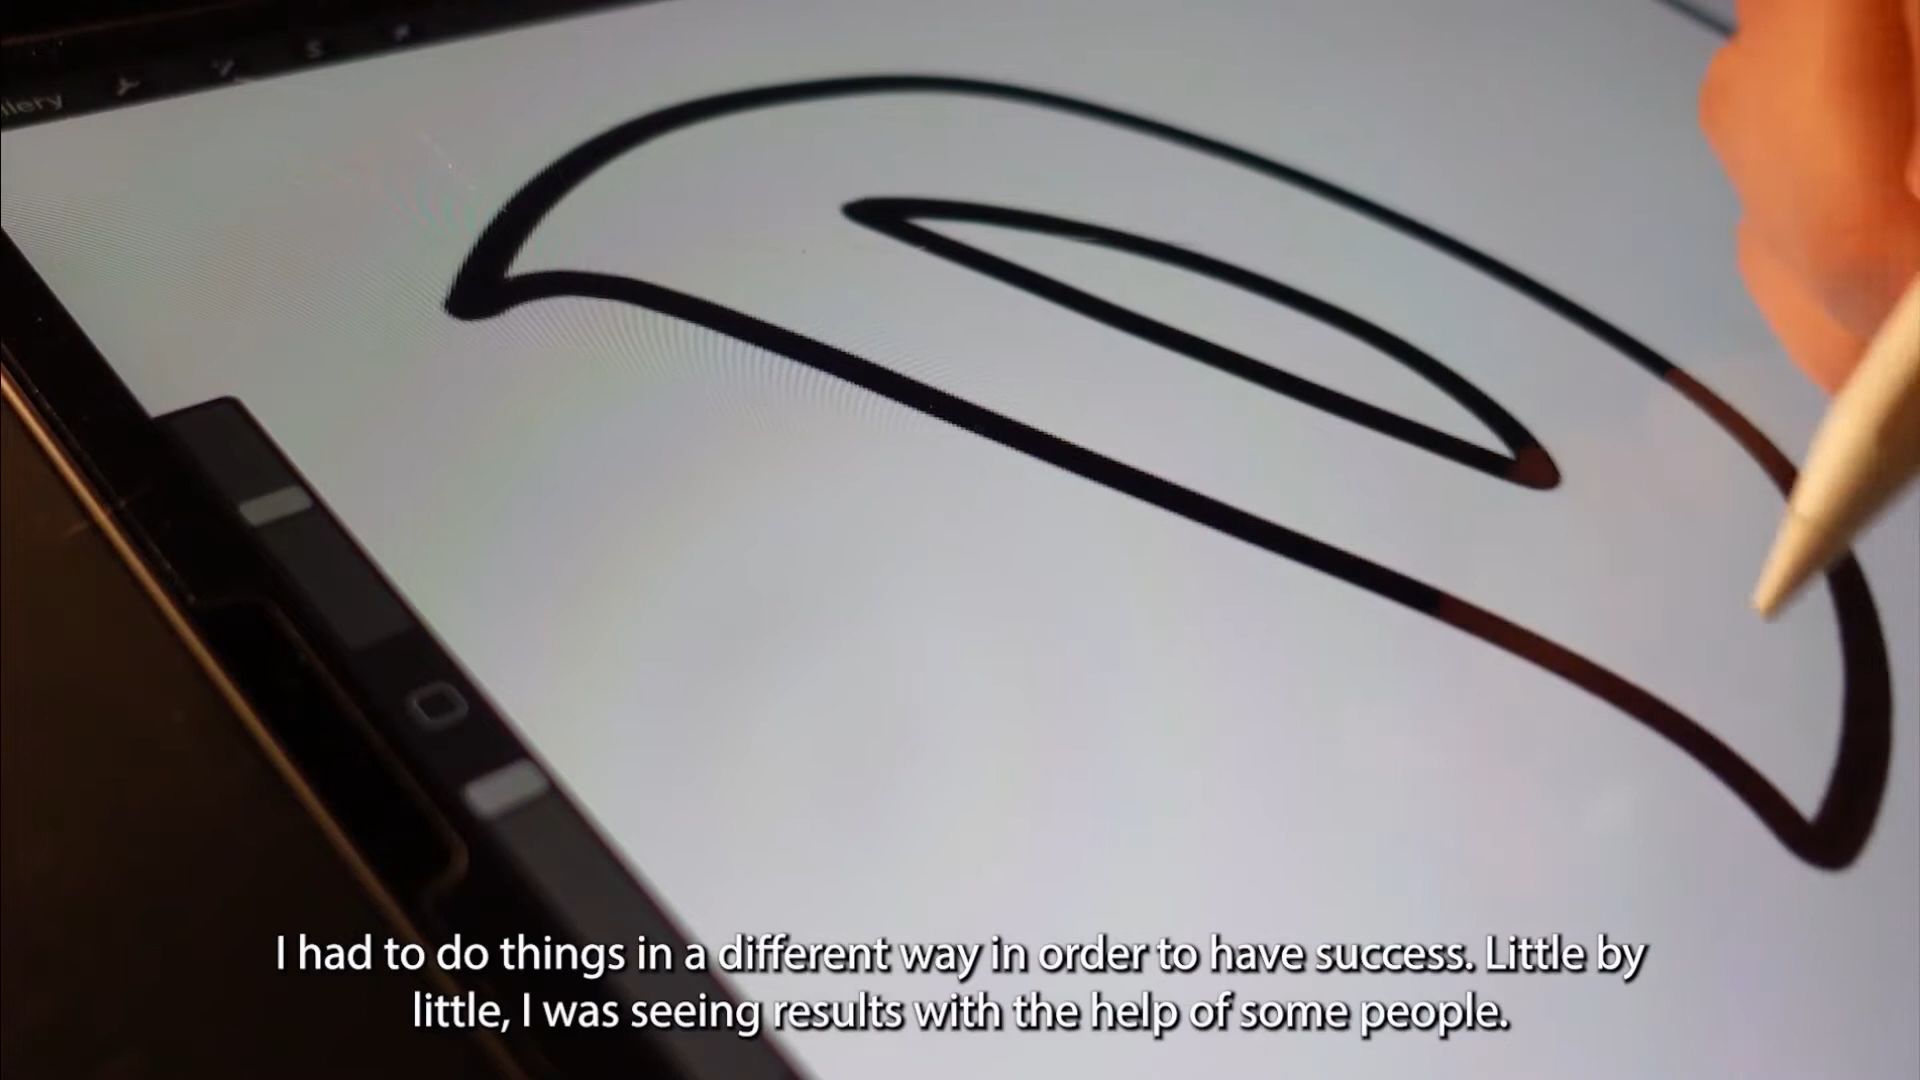 llery
I had to do things in a different way in order to have success. Little by
little, I was seeing results with the help of some people.